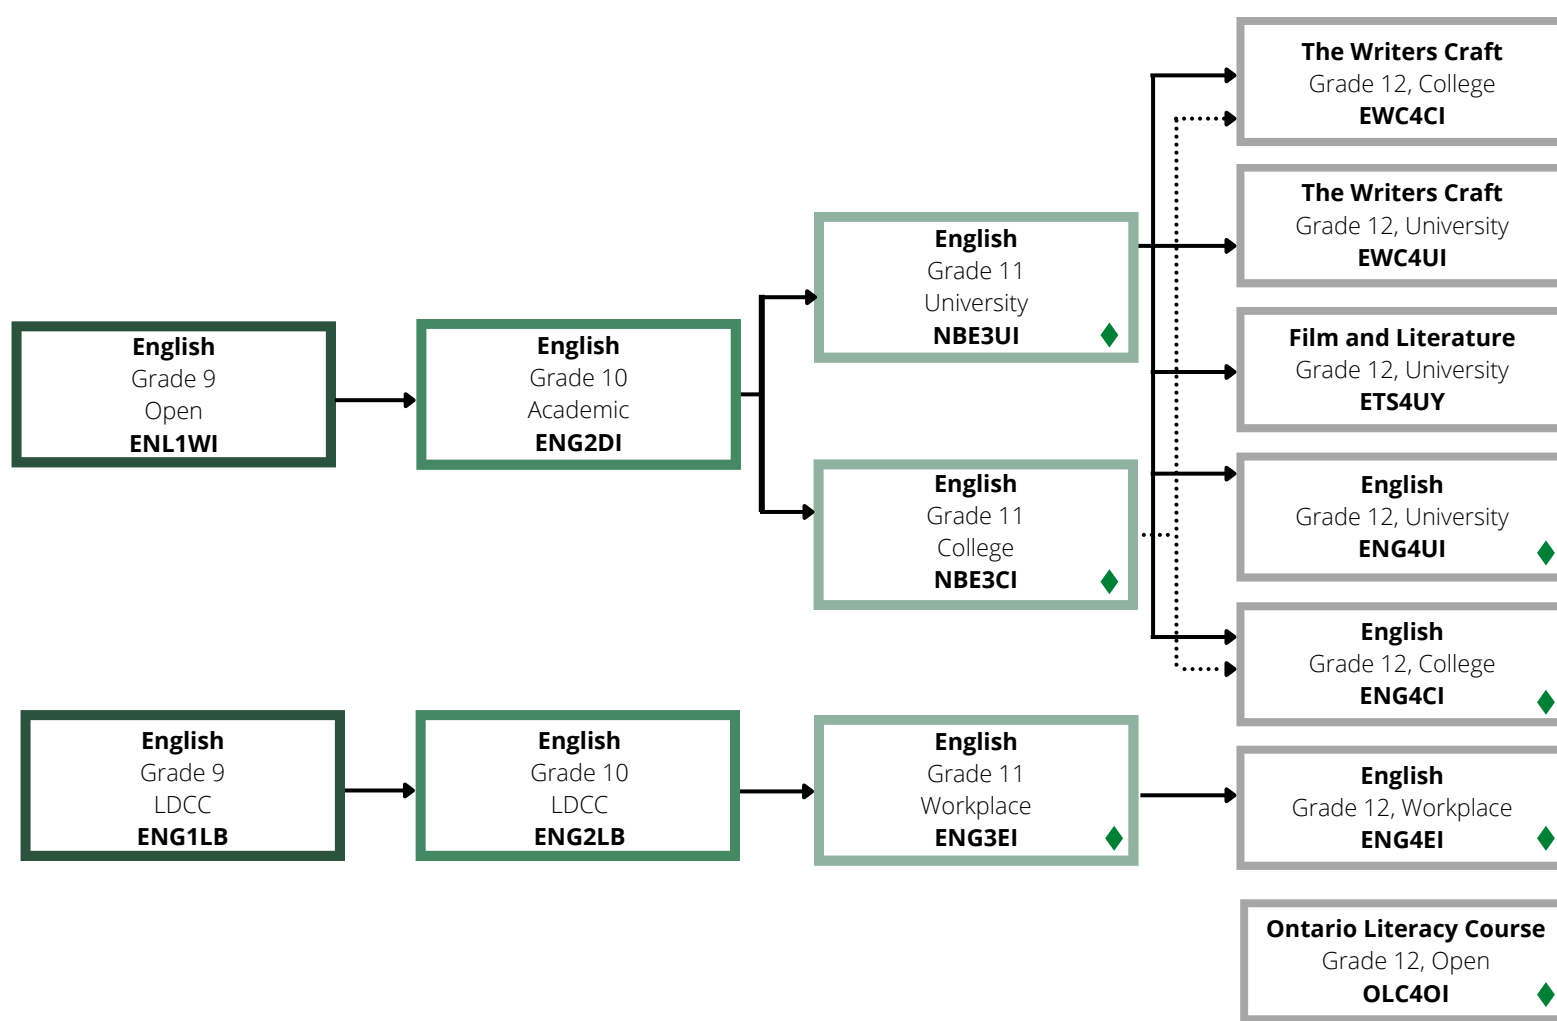 The Writers Craft
Grade 12, College
EWC4CI
The Writers Craft
Grade 12, University
EWC4UI
English
Grade 11
University
NBE3UI
Film and Literature
Grade 12, University
ETS4UY
English
Grade 9
Open
ENL1WI
English
Grade 10
Academic
ENG2DI
English
Grade 11
College
NBE3CI
English
Grade 12, University
ENG4UI
English
Grade 12, College
ENG4CI
English
Grade 9
LDCC
ENG1LB
English
Grade 10
LDCC
ENG2LB
English
Grade 11
Workplace
ENG3EI
English
Grade 12, Workplace
ENG4EI
Ontario Literacy Course
Grade 12, Open
OLC4OI